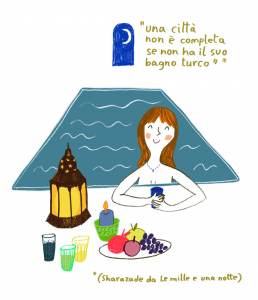 "una città
non è completa
se non ha il suo
bagno turco" *
*(Sharazade da Le mille e una notte)